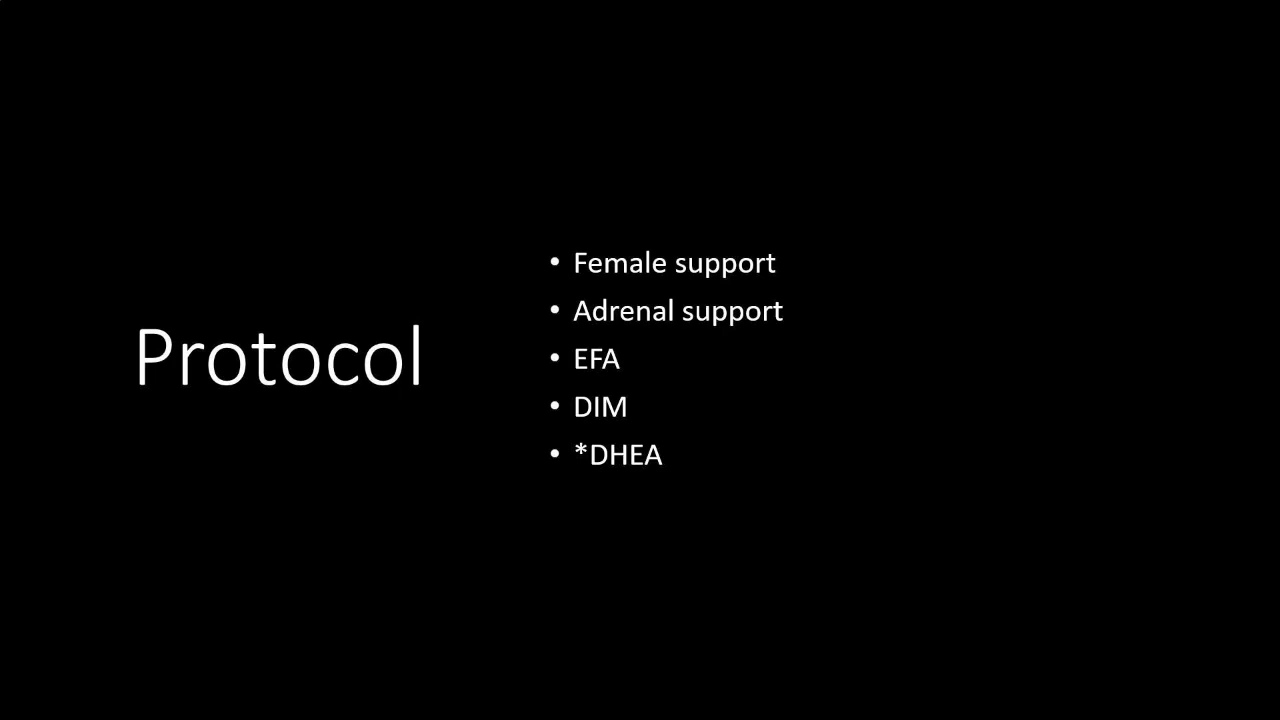 Protocol
• Female support
• Adrenal support
• EFA
• DIM
• *DHEA